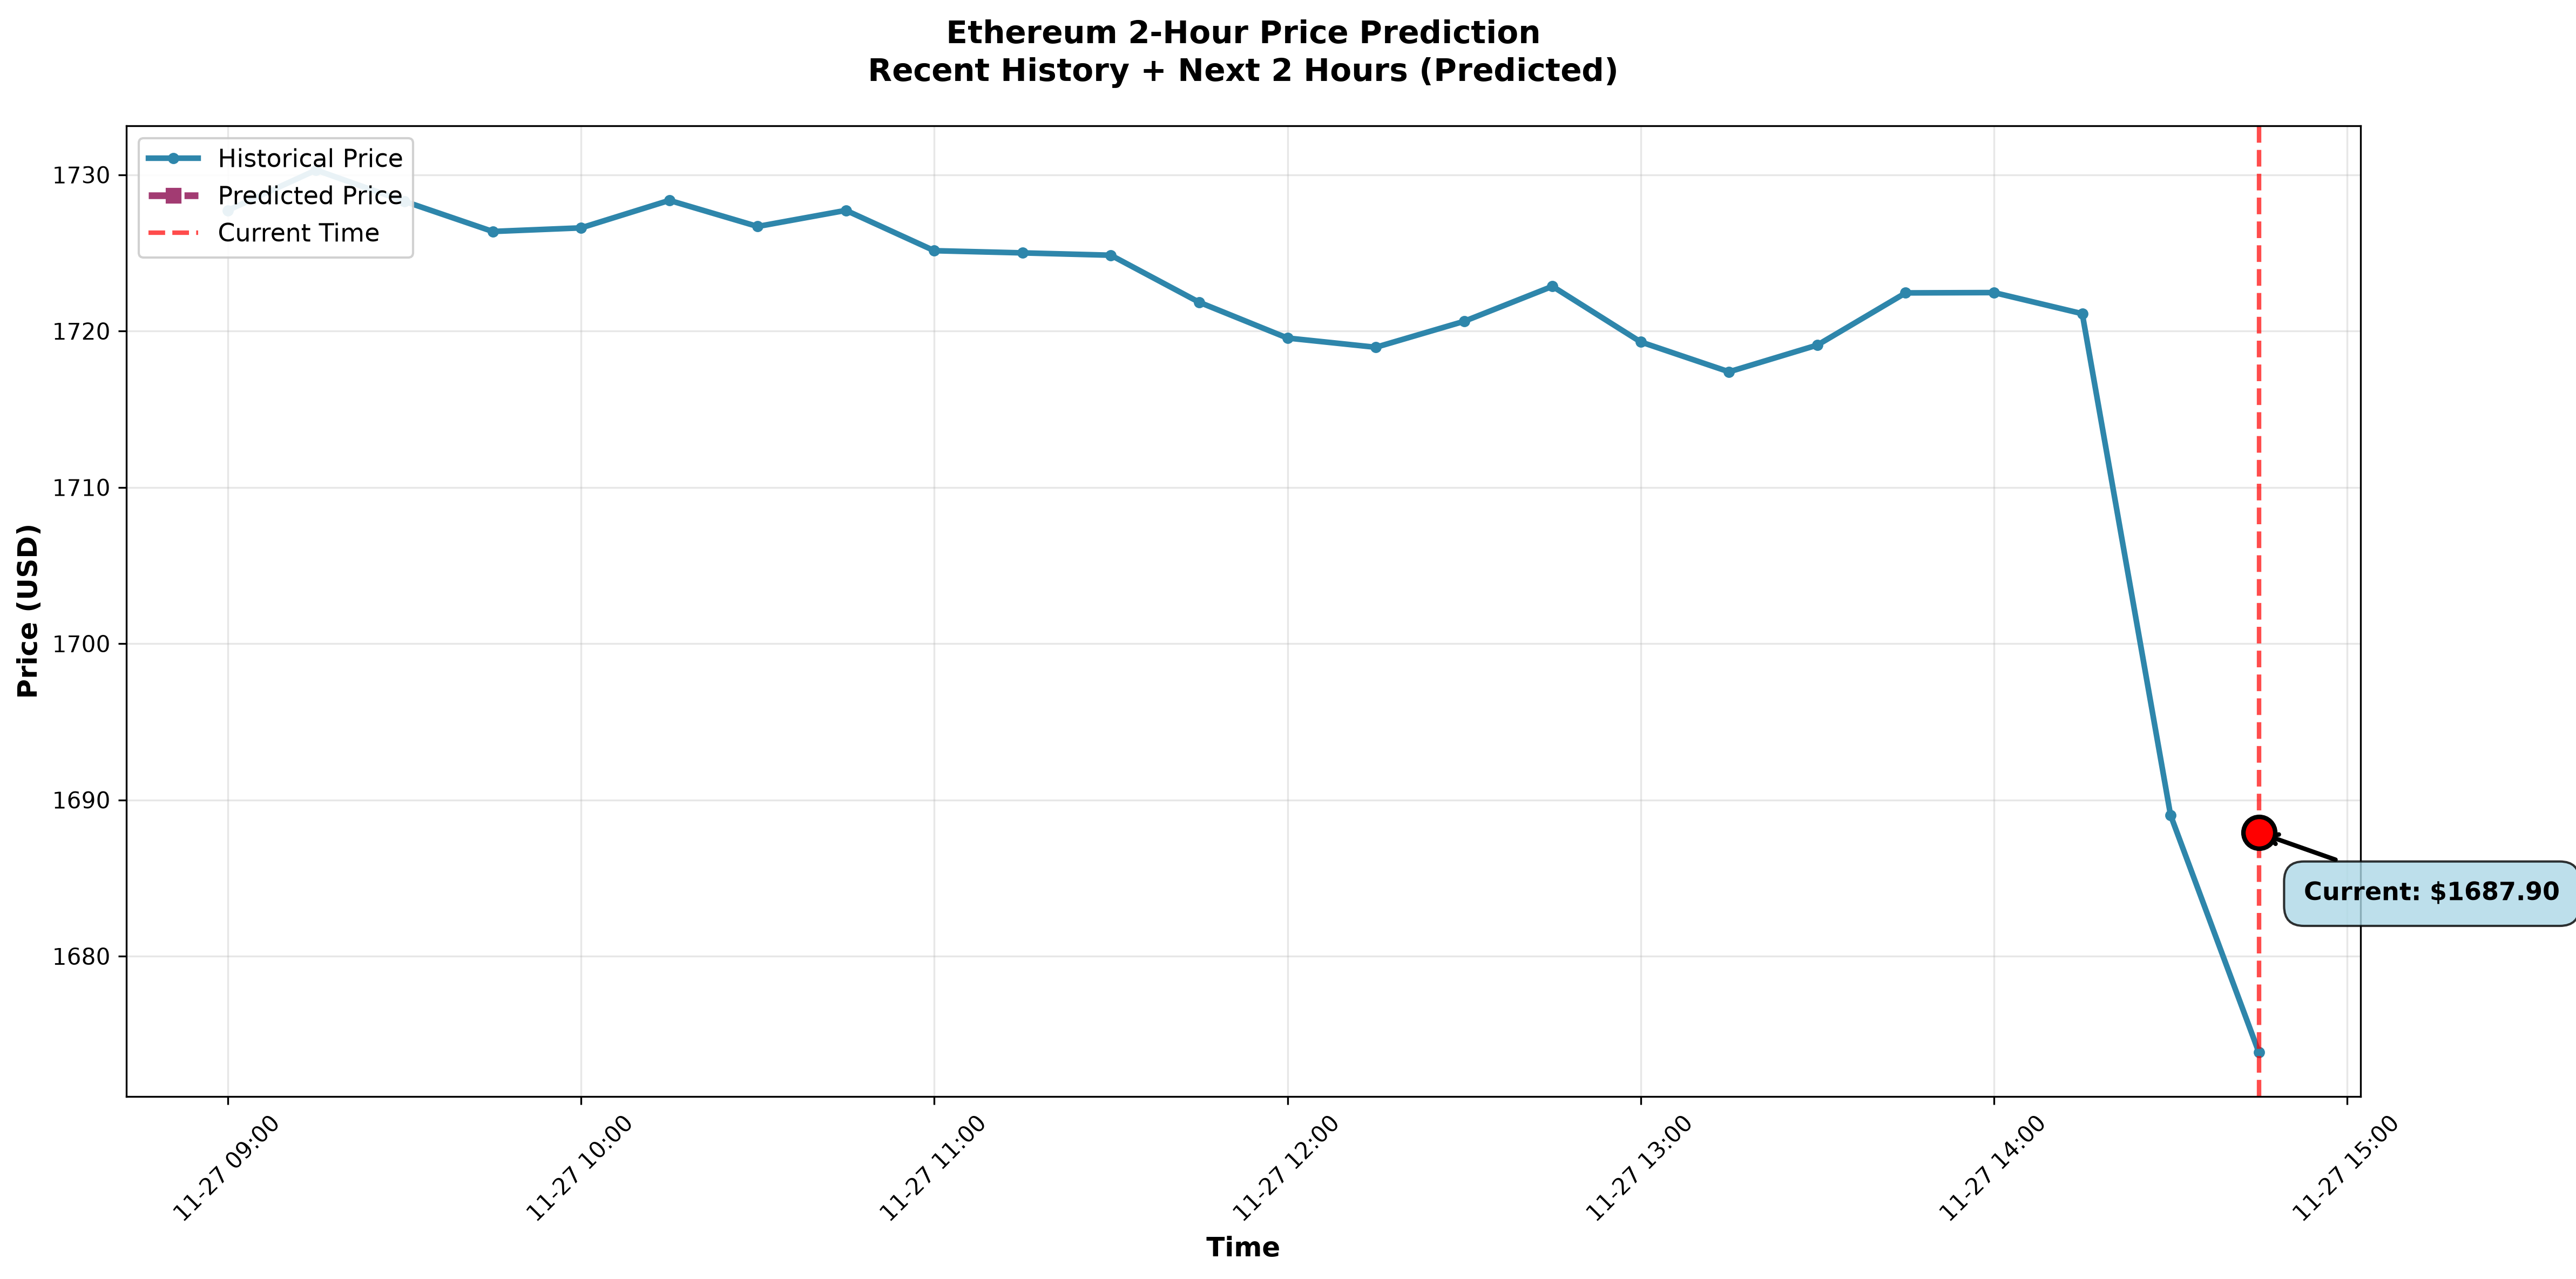 Ethereum 2-Hour Price Prediction
Recent History + Next 2 Hours (Predicted)
Historical Price
Predicted Price
Current Time
Price (USD)
1730
1720
1710
1700
1690
1680
Current: $1687.90
11-27 09:00
11-27 10:00
11-27 11:00
11-27 12:00
11-27 13:00
11-27 14:00
11-27 15:00
Time